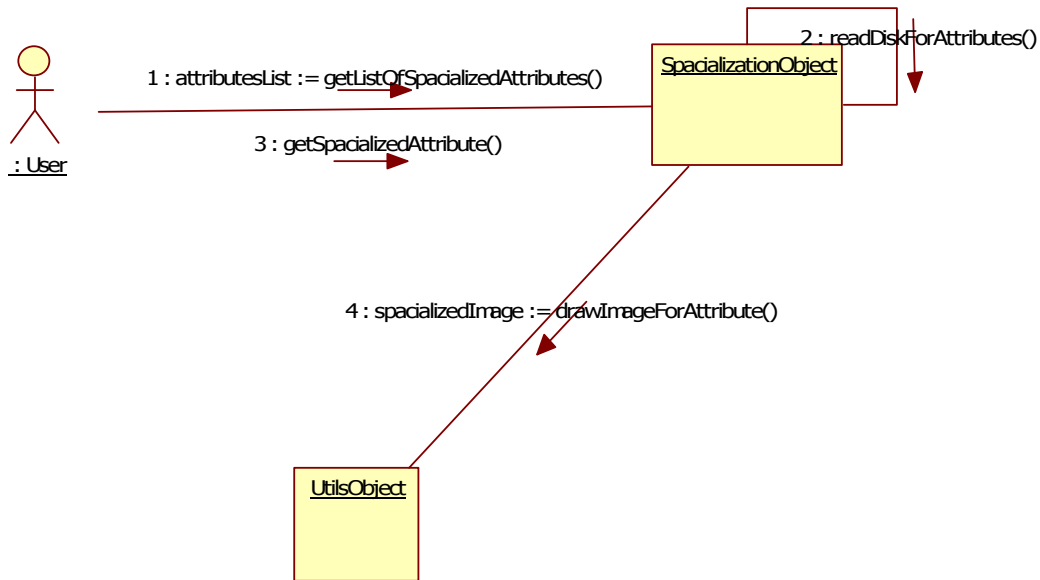 2 : readDiskForAttributes()
SpacializationObject
1 : attributesList := getListOfSpacializedAttributes()
3 : getSpacializedAttribute()
: User
4 : spacializedImage := drawImageForAttribute()
UtilsObject